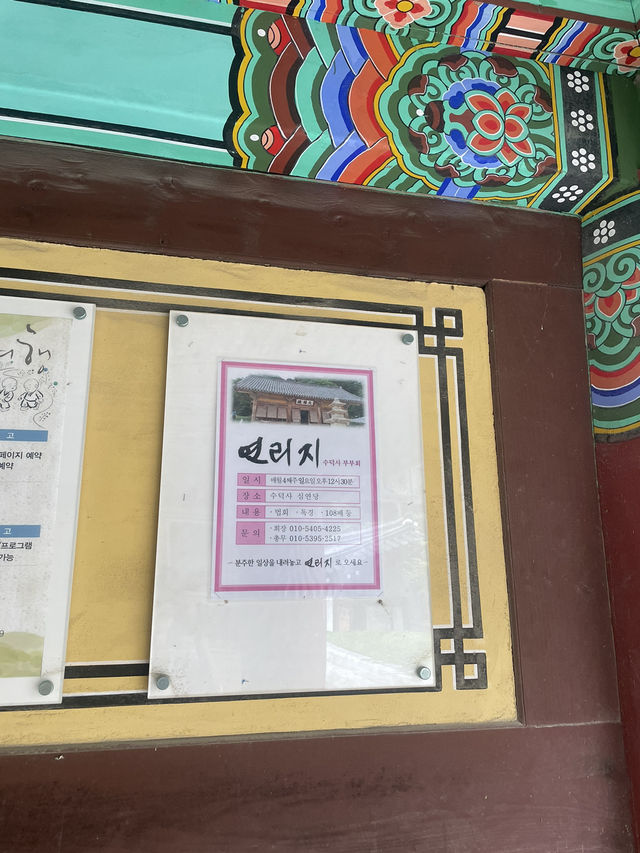 행
고
페이지 예약
예약
고
/프로그램
가능
9
연리지 수덕사 부부회
일 시 매월4째주일요일오후12시30분
장 소 수덕사 심연당
내 용 · 법회 · 독경 · 108배 등
문 의 · 회장 010-5405-4225
· 총무 010-5395-2517
- 분주한 일상을 내려놓고 연리지로 오세요 -